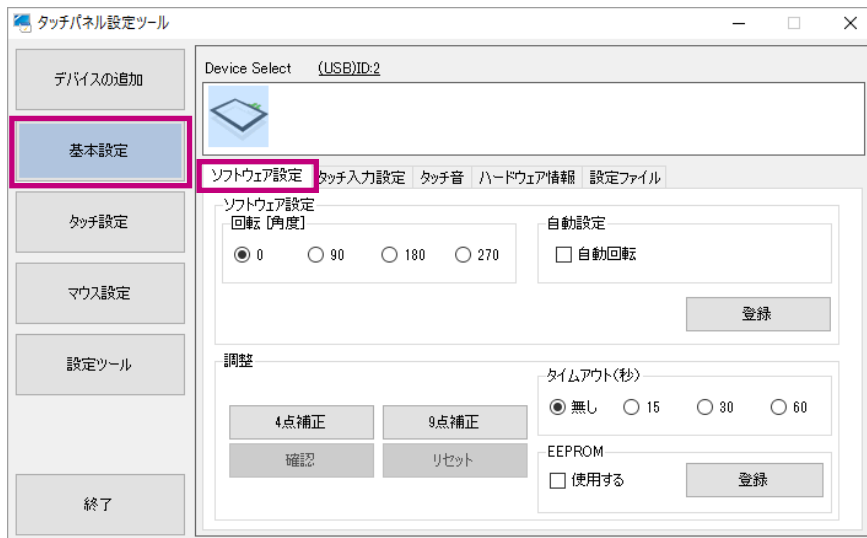 タッチパネル設定ツール
デバイスの追加
基本設定
タッチ設定
マウス設定
設定ツール
終了
Device Select (USB)ID:2
ソフトウェア設定 タッチ入力設定 タッチ音 ハードウェア情報 設定ファイル
ソフトウェア設定
回転 [角度]
0 90 180 270
自動設定
自動回転
登録
調整
4点補正 9点補正
確認 リセット
タイムアウト(秒)
無し 15 30 60
EEPROM
使用する 登録